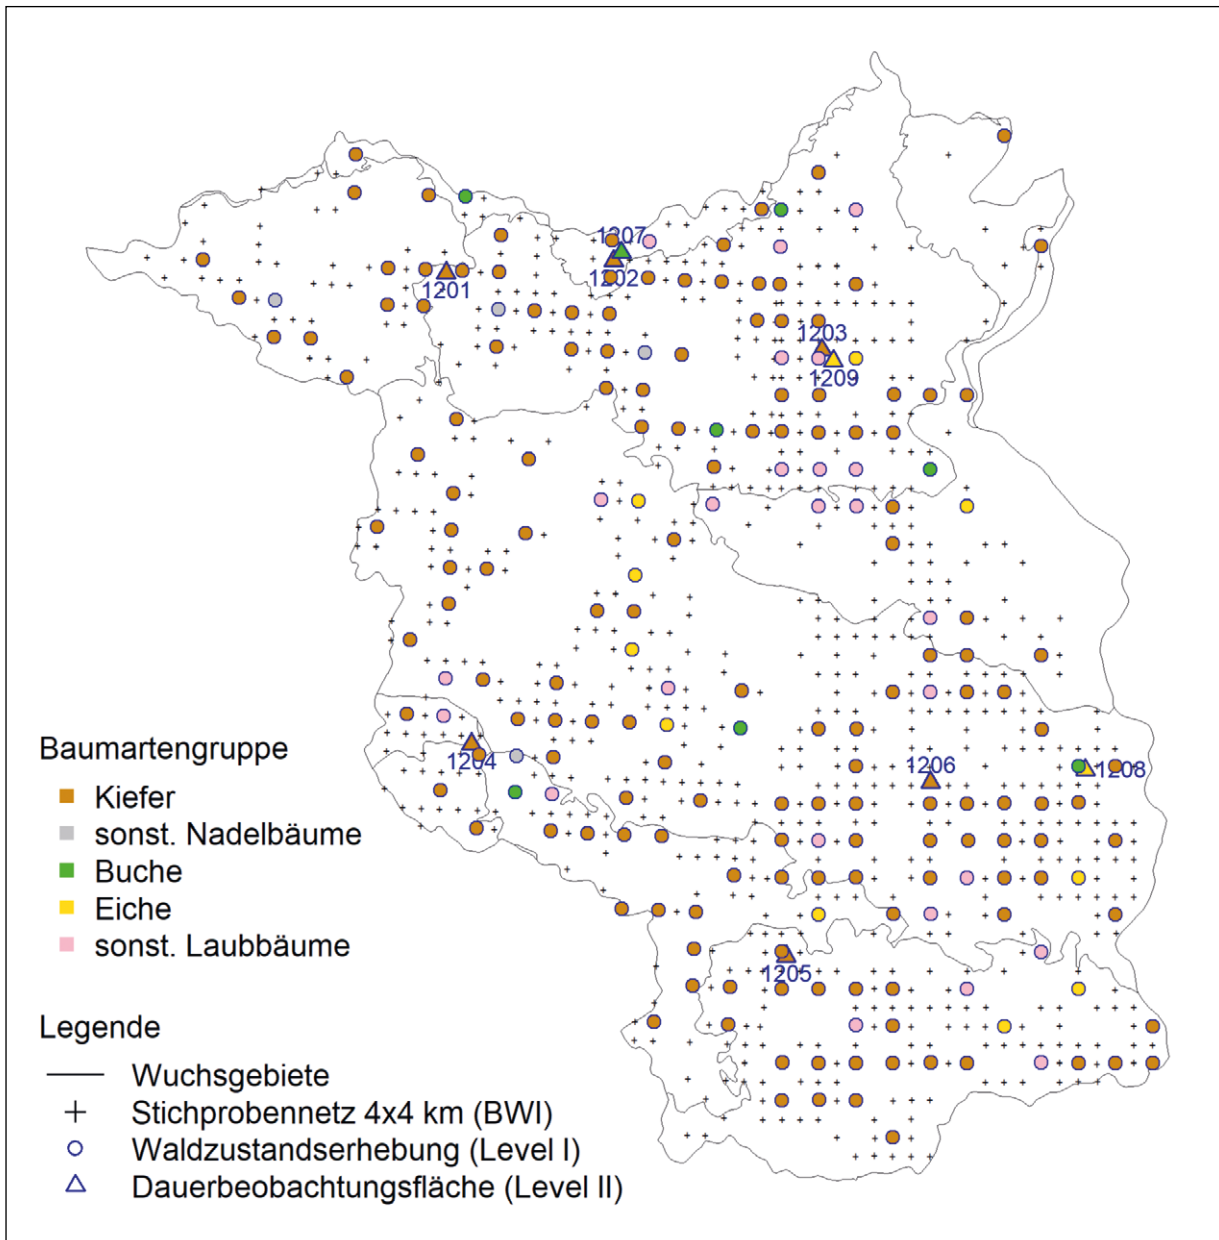 1207
1202
1201
1203
1209
1204
1206
1208
1205
Baumartengruppe
Kiefer
sonst. Nadelbäume
Buche
Eiche
sonst. Laubbäume
Legende
Wuchsgebiete
Stichprobennetz 4x4 km (BWI)
Waldzustandserhebung (Level I)
Dauerbeobachtungsfläche (Level II)